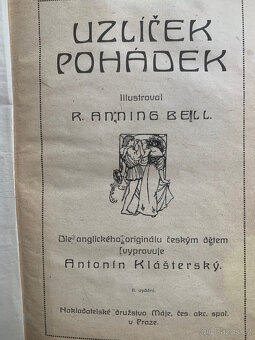 UZLÍČEK
POHÁDEK
Illustroval
R. ANNING BELL.
Dle anglického originálu českým dětem
vypravuje
Antonín Klášterský.
II. vydání.
Nakladatelské družstvo Máje, čes. akc. spol.
v Praze.